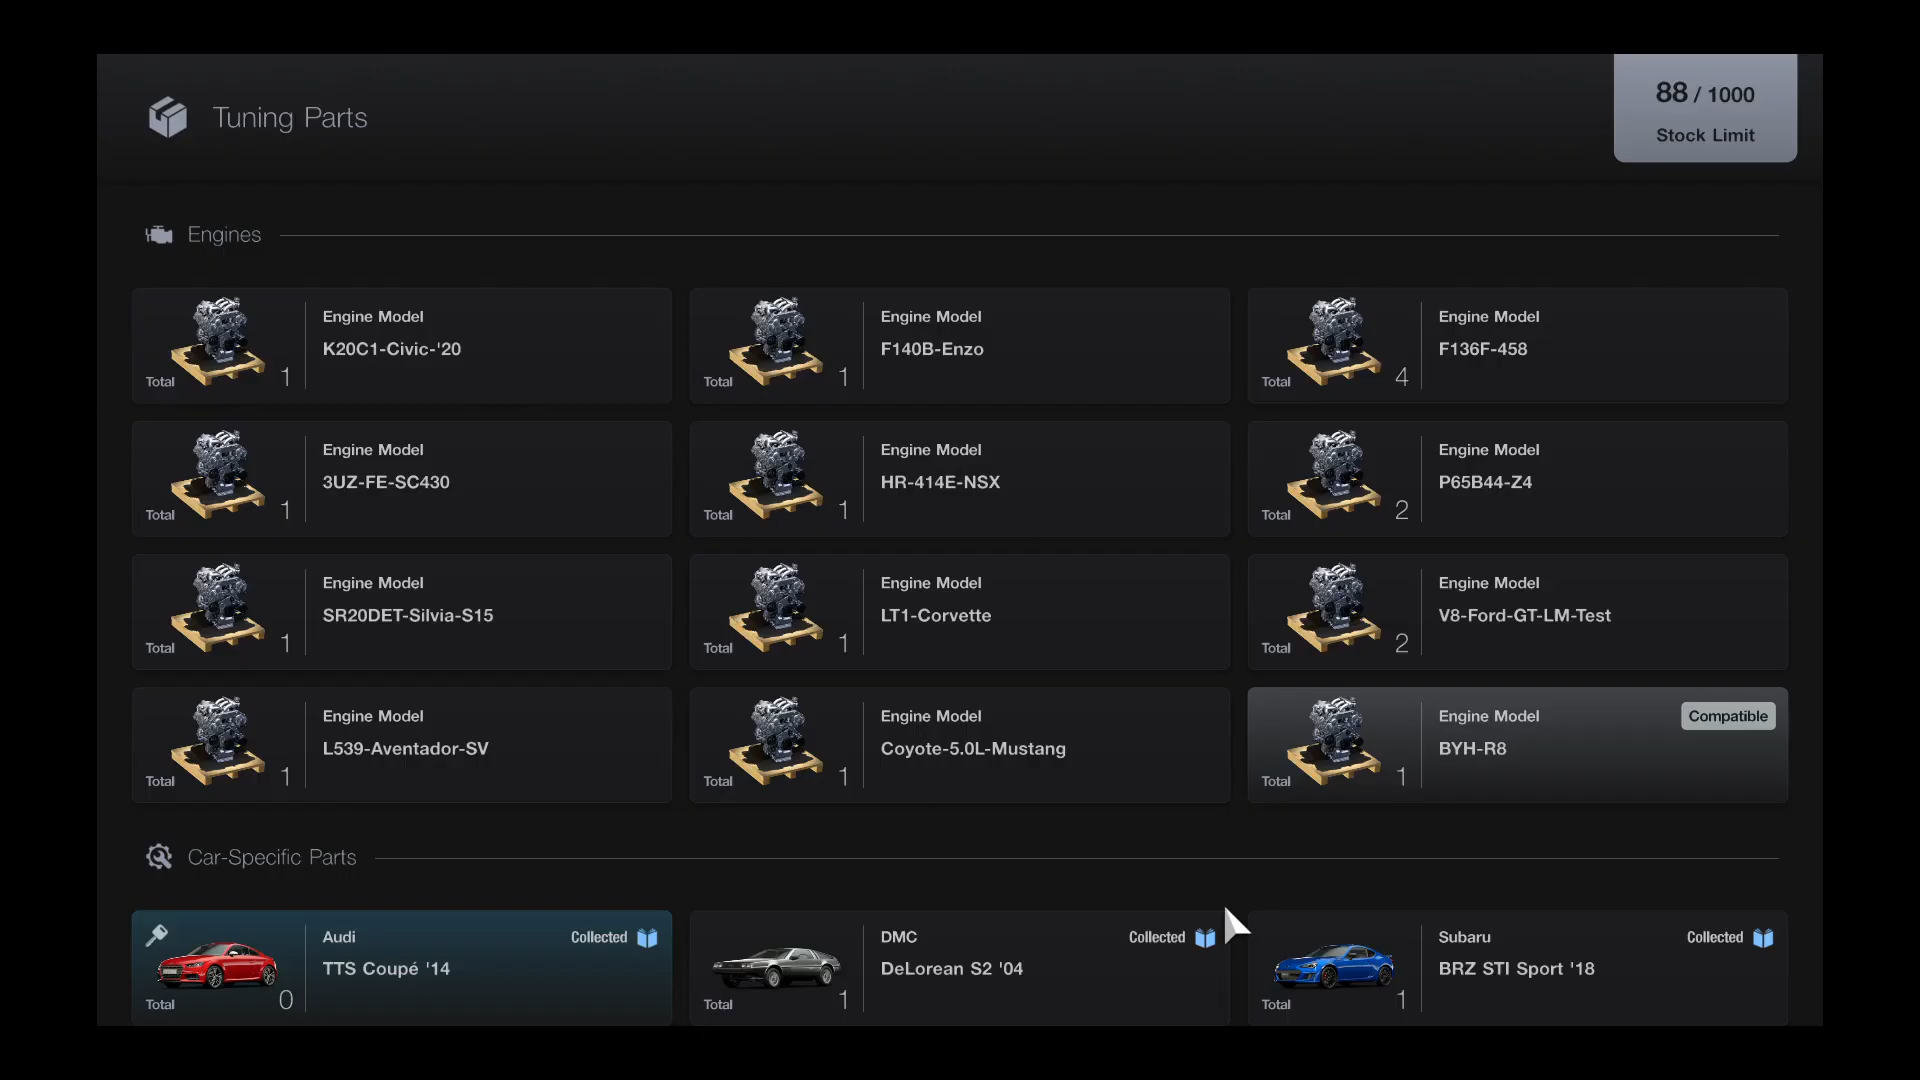 Tuning Parts
88 / 1000
Stock Limit
Engines
Engine Model
K20C1-Civic-'20
Total 1
Engine Model
F140B-Enzo
Total 1
Engine Model
F136F-458
Total 4
Engine Model
3UZ-FE-SC430
Total 1
Engine Model
HR-414E-NSX
Total 1
Engine Model
P65B44-Z4
Total 2
Engine Model
SR20DET-Silvia-S15
Total 1
Engine Model
LT1-Corvette
Total 1
Engine Model
V8-Ford-GT-LM-Test
Total 2
Engine Model
L539-Aventador-SV
Total 1
Engine Model
Coyote-5.0L-Mustang
Total 1
Engine Model Compatible
BYH-R8
Total 1
Car-Specific Parts
Audi Collected
TTS Coupé '14
Total 0
DMC Collected
DeLorean S2 '04
Total 1
Subaru Collected
BRZ STI Sport '18
Total 1